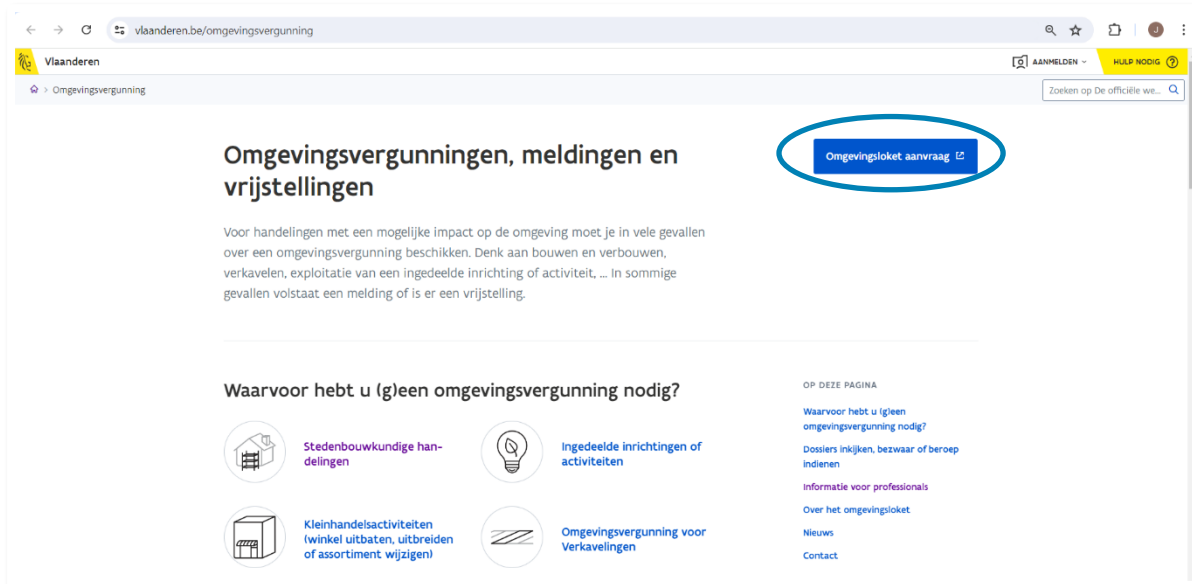 vlaanderen.be/omgevingsvergunning
J
Vlaanderen
AANMELDEN
HULP NODIG
Omgevingsvergunning
Zoeken op De officiële we...
Omgevingsvergunningen, meldingen en
vrijstellingen
Omgevingsloket aanvraag
Voor handelingen met een mogelijke impact op de omgeving moet je in vele gevallen
over een omgevingsvergunning beschikken. Denk aan bouwen en verbouwen,
verkavelen, exploitatie van een ingedeelde inrichting of activiteit, ... In sommige
gevallen volstaat een melding of is er een vrijstelling.
Waarvoor hebt u (g)een omgevingsvergunning nodig?
Stedenbouwkundige han-
delingen
Ingedeelde inrichtingen of
activiteiten
Kleinhandelsactiviteiten
(winkel uitbaten, uitbreiden
of assortiment wijzigen)
Omgevingsvergunning voor
Verkavelingen
OP DEZE PAGINA
Waarvoor hebt u (g)een
omgevingsvergunning nodig?
Dossiers inkijken, bezwaar of beroep
indienen
Informatie voor professionals
Over het omgevingsloket
Nieuws
Contact